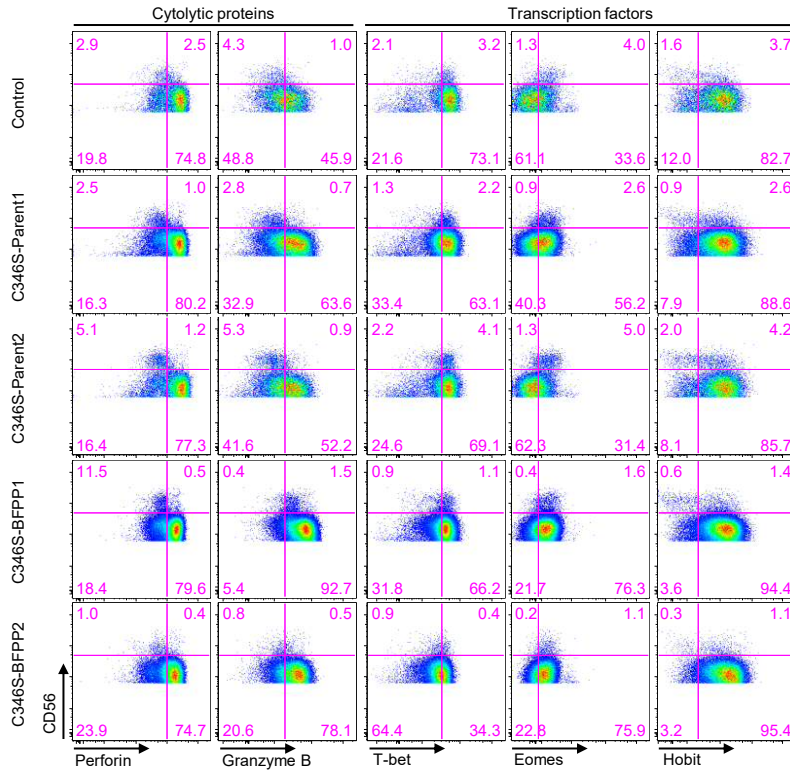 Cytolytic proteins Transcription factors
Control
2.9 2.5 4.3 1.0 2.1 3.2 1.3 4.0 1.6 3.7
19.8 74.8 48.8 45.9 21.6 73.1 61.1 33.6 12.0 82.7
C346S-Parent1
2.5 1.0 2.8 0.7 1.3 2.2 0.9 2.6 0.9 2.6
16.3 80.2 32.9 63.6 33.4 63.1 40.3 56.2 7.9 88.6
C346S-Parent2
5.1 1.2 5.3 0.9 2.2 4.1 1.3 5.0 2.0 4.2
16.4 77.3 41.6 52.2 24.6 69.1 62.3 31.4 8.1 85.7
C346S-BFPP1
11.5 0.5 0.4 1.5 0.9 1.1 0.4 1.6 0.6 1.4
18.4 79.6 5.4 92.7 31.8 66.2 21.7 76.3 3.6 94.4
C346S-BFPP2
1.0 0.4 0.8 0.5 0.9 0.4 0.2 1.1 0.3 1.1
CD56
23.9 74.7 20.6 78.1 64.4 34.3 22.8 75.9 3.2 95.4
Perforin Granzyme B T-bet Eomes Hobit